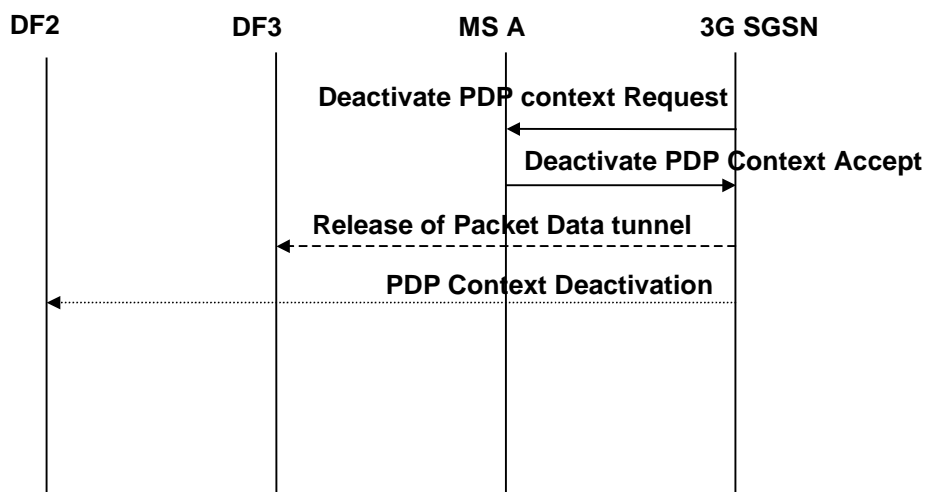 DF2 DF3 MS A 3G SGSN
Deactivate PDP context Request
Deactivate PDP Context Accept
Release of Packet Data tunnel
PDP Context Deactivation